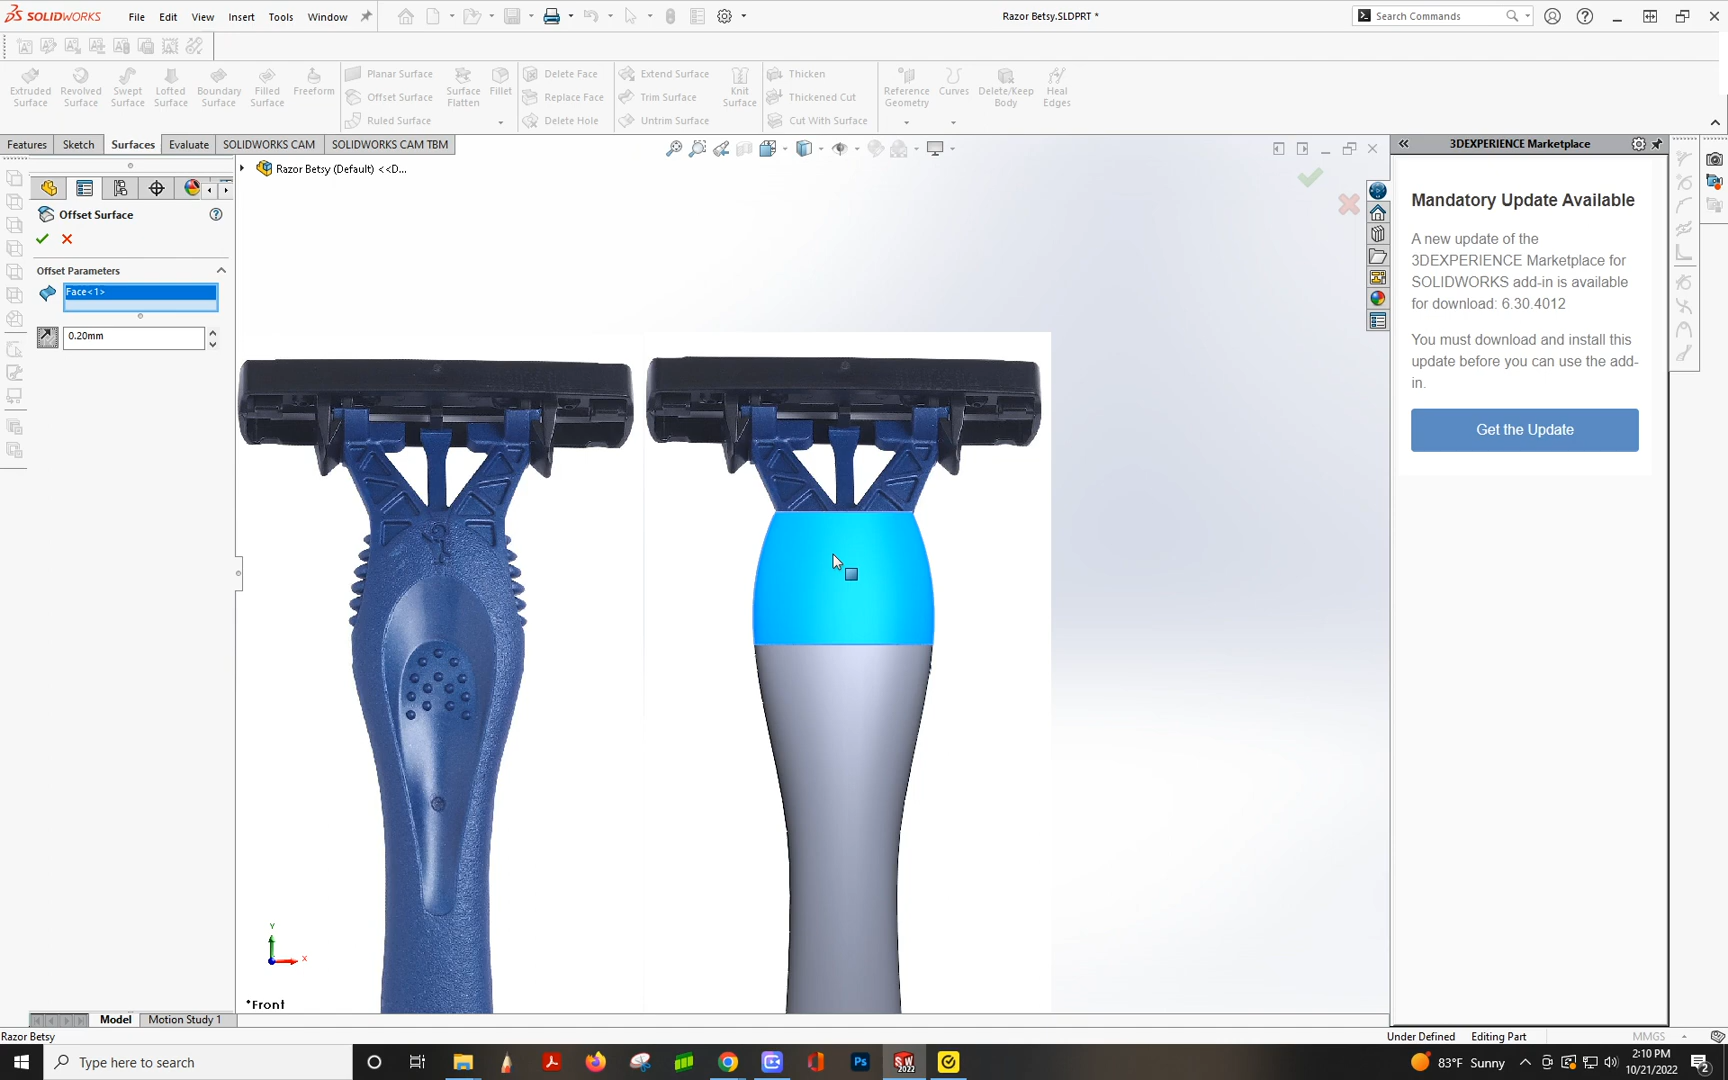 SOLIDWORKS
File
Edit
View
Insert
Tools
Window
Razor Betsy.SLDPRT *
Search Commands
Extruded Surface
Revolved Surface
Swept Surface
Lofted Surface
Boundary Surface
Filled Surface
Freeform
Planar Surface
Offset Surface
Ruled Surface
Surface Flatten
Fillet
Delete Face
Replace Face
Delete Hole
Extend Surface
Trim Surface
Untrim Surface
Knit Surface
Thicken
Thickened Cut
Cut With Surface
Reference Geometry
Curves
Delete/Keep Body
Heal Edges
Features
Sketch
Surfaces
Evaluate
SOLIDWORKS CAM
SOLIDWORKS CAM TBM
Razor Betsy (Default) <<D...
Offset Surface
Offset Parameters
Face<1>
0.20mm
3DEXPERIENCE Marketplace
Mandatory Update Available
A new update of the
3DEXPERIENCE Marketplace for
SOLIDWORKS add-in is available
for download: 6.30.4012
You must download and install this
update before you can use the add-
in.
Get the Update
Y
X
*Front
Model
Motion Study 1
Razor Betsy
Under Defined
Editing Part
MMGS
Type here to search
Ps
SW
2022
83°F Sunny
2:10 PM
10/21/2022
2